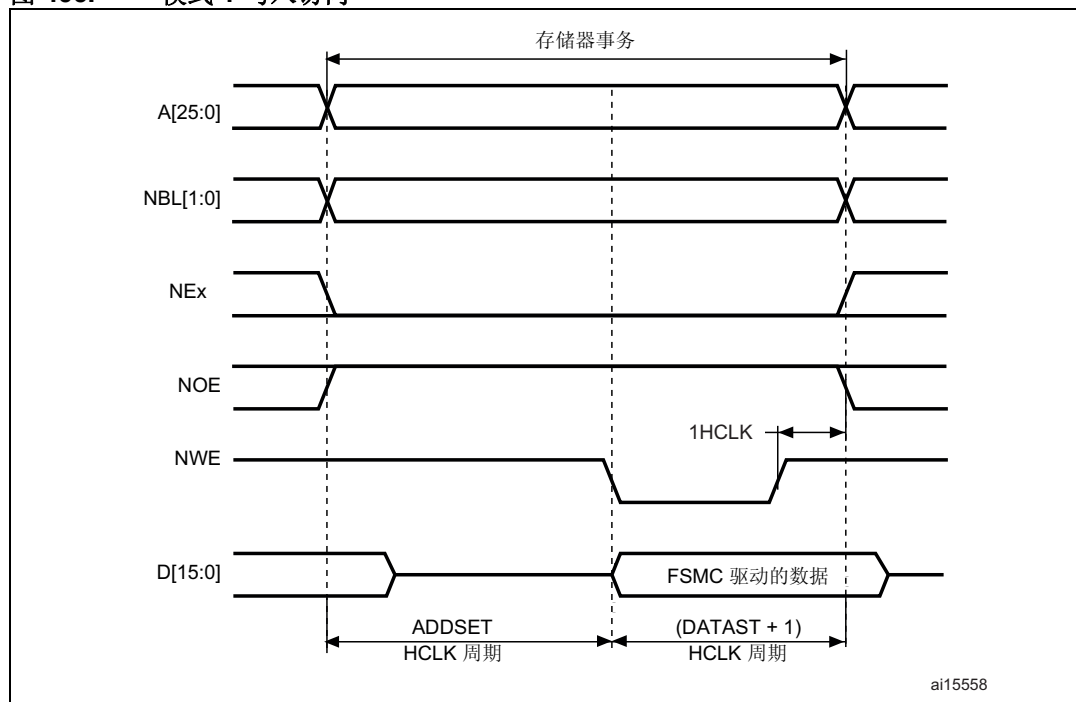 存储器事务
A[25:0]
NBL[1:0]
NEx
NOE
1HCLK
NWE
D[15:0]
FSMC 驱动的数据
ADDSET
HCLK 周期
(DATAST + 1)
HCLK 周期
ai15558